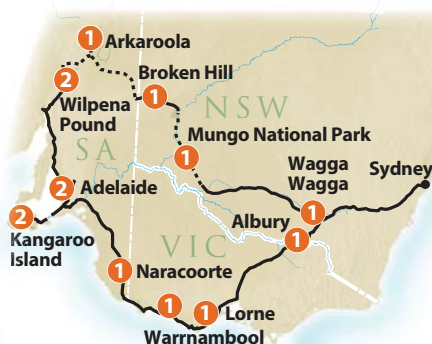 1 Arkaroola
2
Wilpena
Pound
Broken Hill
1
NSW
Mungo National Park
1
SA
Wagga
Wagga
1
Sydney
2 Adelaide
Albury
1
2
Kangaroo
Island
VIC
1 Naracoorte
1
1 Lorne
Warrnambool